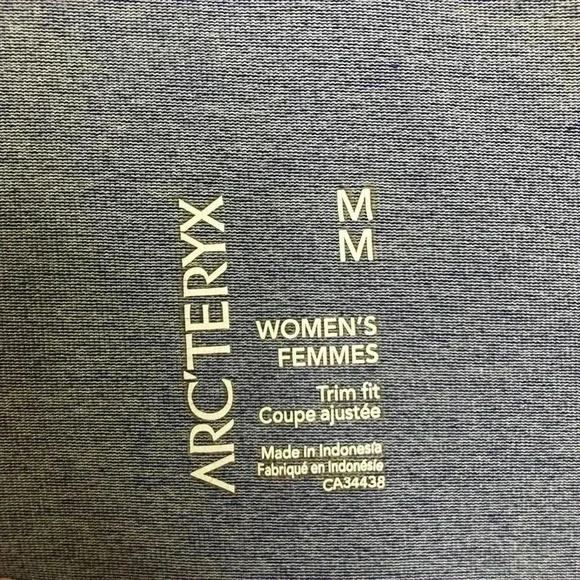 ARC'TERYX
M
M
WOMEN'S
FEMMES
Trim fit
Coupe ajustée
Made in Indonesia
Fabriqué en Indonésie
CA34438